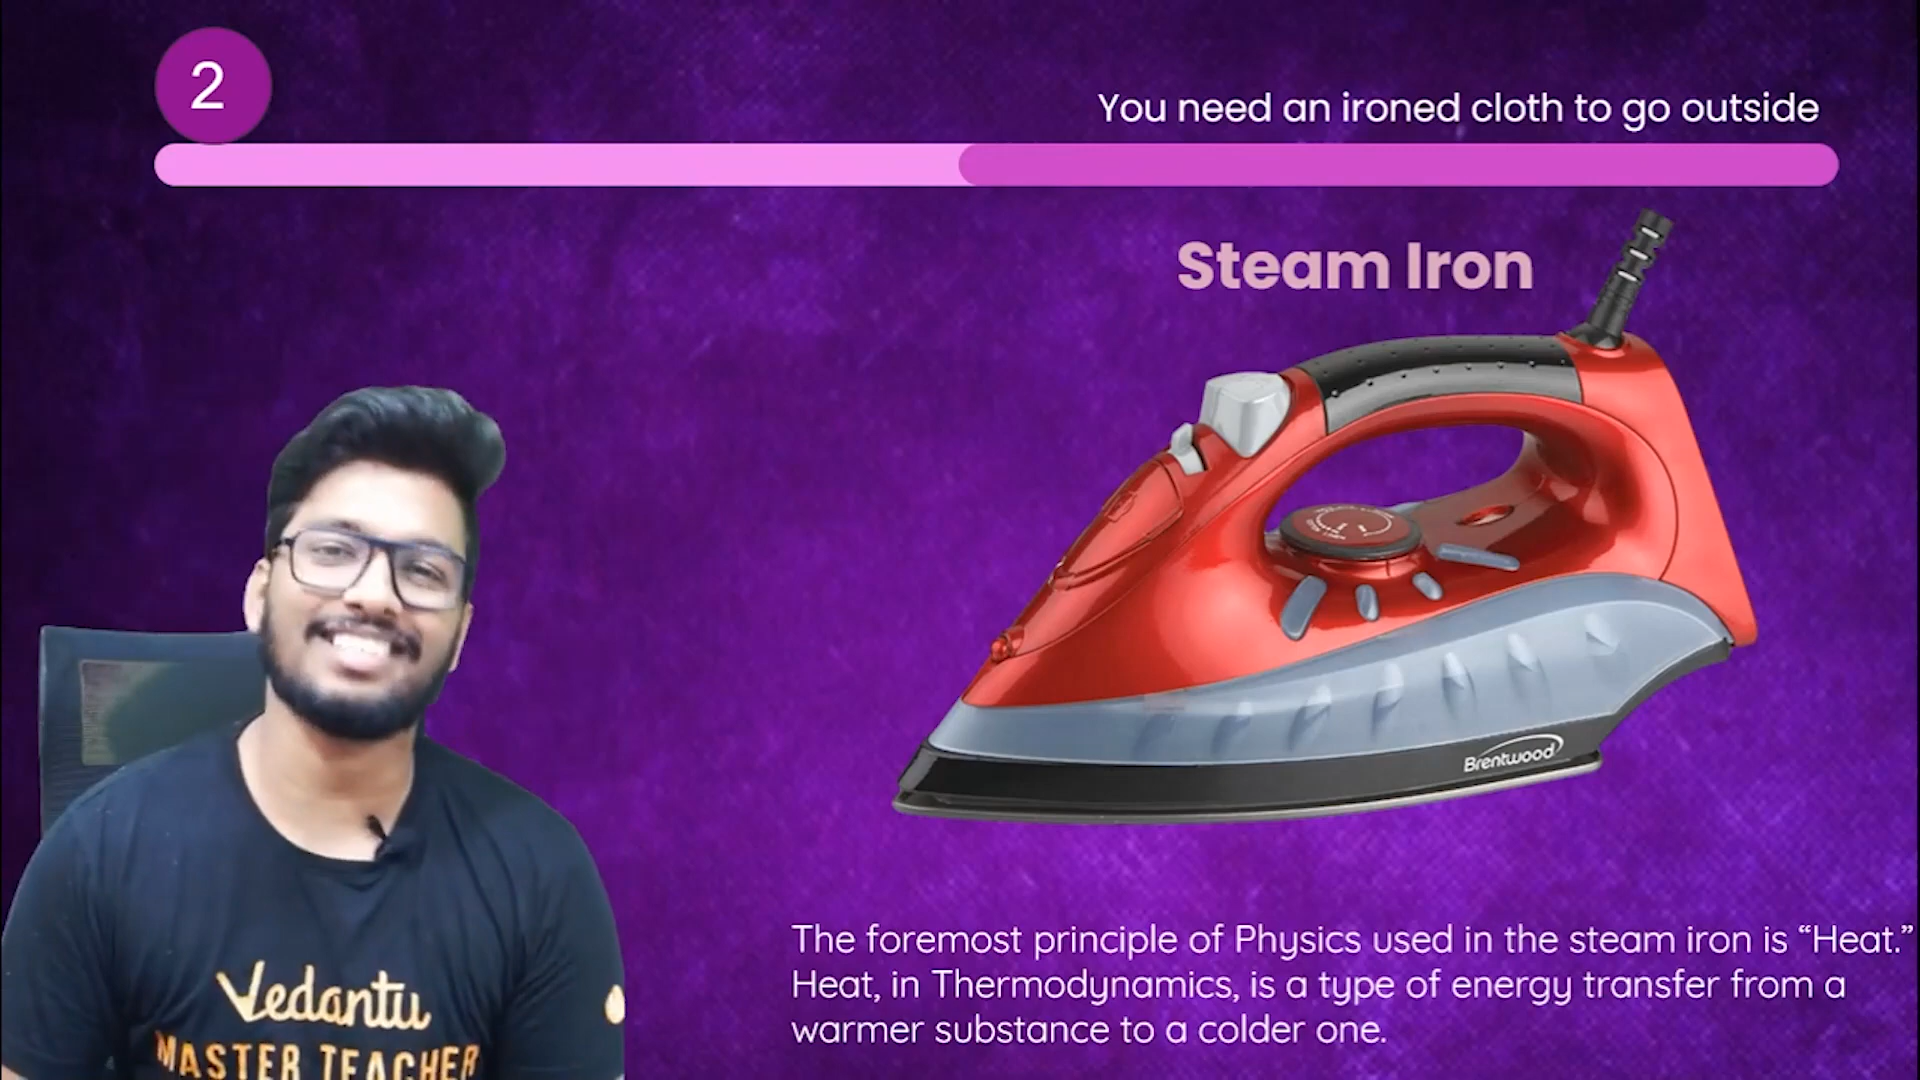 2
You need an ironed cloth to go outside
Steam Iron
Brentwood
The foremost principle of Physics used in the steam iron is “Heat.”
Heat, in Thermodynamics, is a type of energy transfer from a
warmer substance to a colder one.
Vedantu
MASTER TEACHER